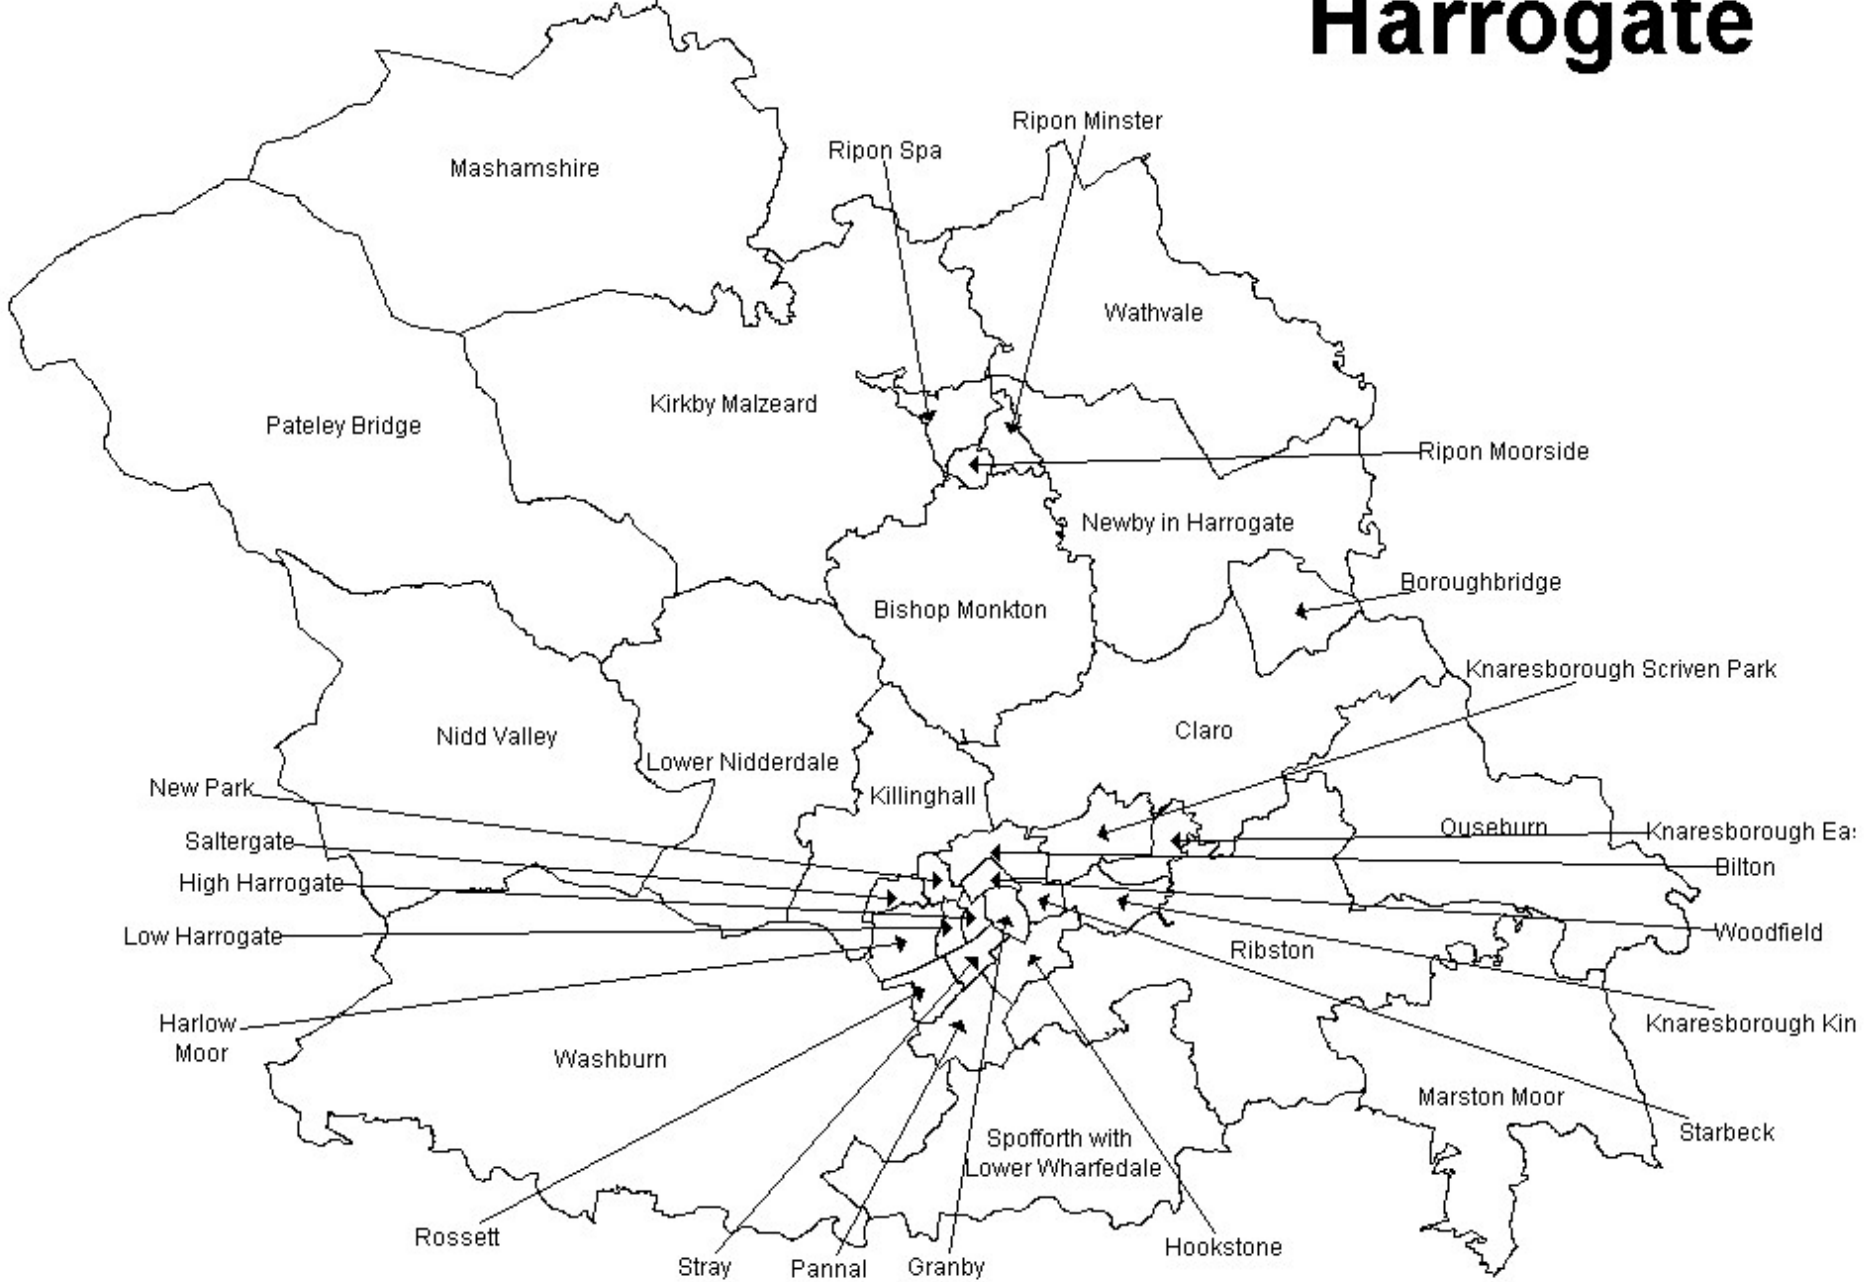 Harrogate
Ripon Minster
Ripon Spa
Mashamshire
Wathvale
Kirkby Malzeard
Pateley Bridge
Ripon Moorside
Newby in Harrogate
Boroughbridge
Bishop Monkton
Knaresborough Scriven Park
Claro
Nidd Valley
Lower Nidderdale
New Park
Killinghall
Ouseburn
Knaresborough Eas
Saltergate
Bilton
High Harrogate
Low Harrogate
Woodfield
Ribston
Harlow
Moor
Knaresborough Kin
Washburn
Marston Moor
Starbeck
Spofforth with
Lower Wharfedale
Rossett
Stray
Pannal
Granby
Hookstone